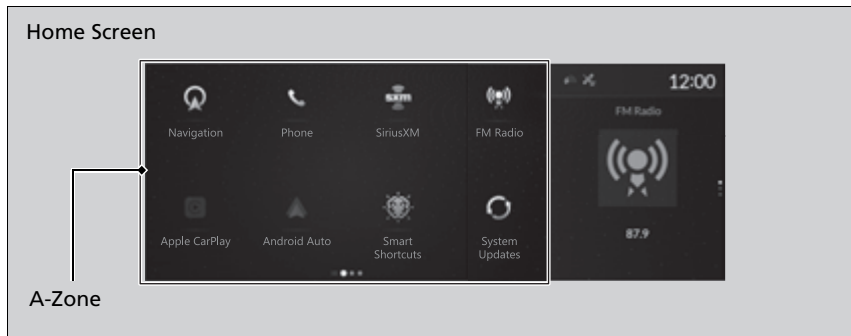 Home Screen
12:00
Navigation
Phone
sxm
SiriusXM
FM Radio
FM Radio
Apple CarPlay
Android Auto
Smart
Shortcuts
System
Updates
87.9
A-Zone